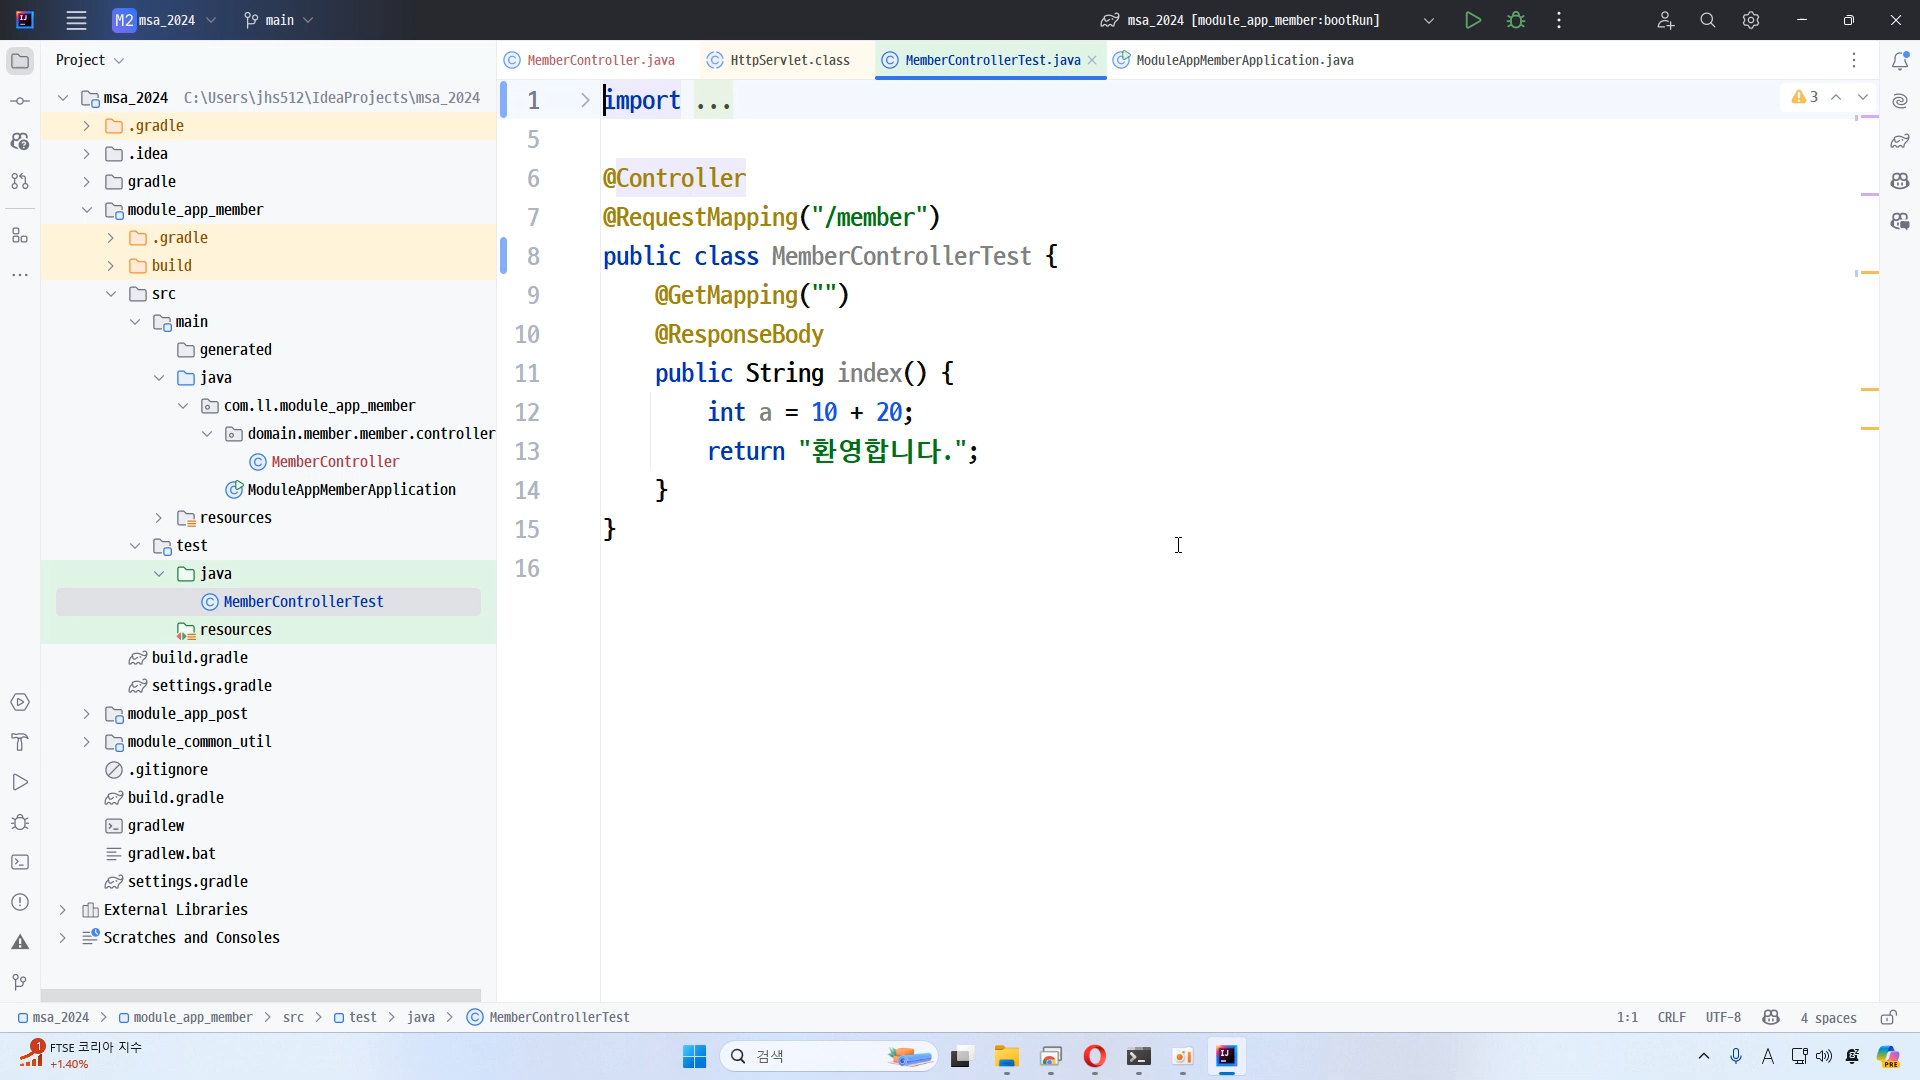 M2 msa_2024 main msa_2024 [module_app_member:bootRun]
Project
MemberController.java HttpServlet.class MemberControllerTest.java ModuleAppMemberApplication.java
msa_2024 C:\Users\jhs512\IdeaProjects\msa_2024
.gradle
.idea
gradle
module_app_member
.gradle
build
src
main
generated
java
com.ll.module_app_member
domain.member.member.controller
MemberController
ModuleAppMemberApplication
resources
test
java
MemberControllerTest
resources
build.gradle
settings.gradle
module_app_post
module_common_util
.gitignore
build.gradle
gradlew
gradlew.bat
settings.gradle
External Libraries
Scratches and Consoles
1 import ...
5
6 @Controller
7 @RequestMapping("/member")
8 public class MemberControllerTest {
9 @GetMapping("")
10 @ResponseBody
11 public String index() {
12 int a = 10 + 20;
13 return "환영합니다.";
14 }
15 }
16
3
msa_2024 > module_app_member > src > test > java > MemberControllerTest
1:1 CRLF UTF-8 4 spaces
1
FTSE 코리아 지수
+1.40%
검색
A
PRE